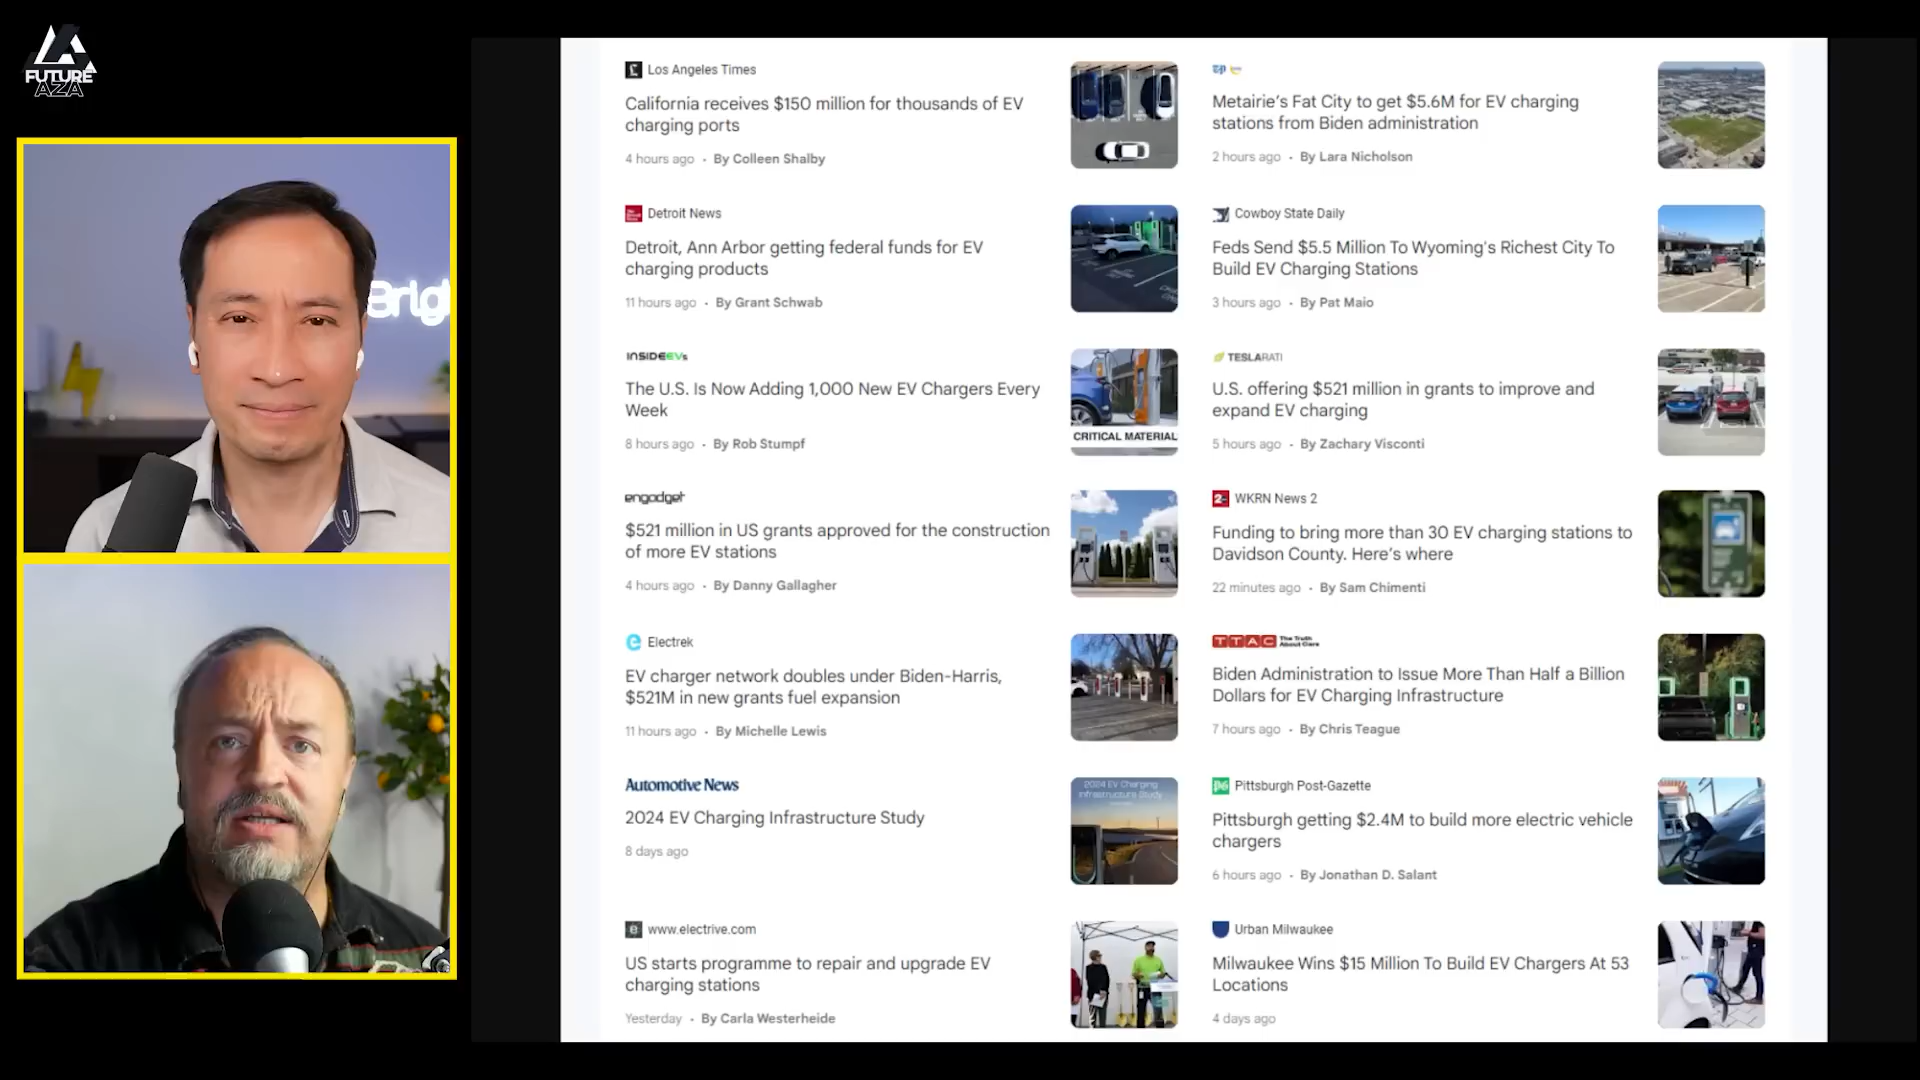 FUTURE
AZA
Brig
Los Angeles Times
California receives $150 million for thousands of EV
charging ports
4 hours ago • By Colleen Shalby
Metairie's Fat City to get $5.6M for EV charging
stations from Biden administration
2 hours ago • By Lara Nicholson
Detroit News
Detroit, Ann Arbor getting federal funds for EV
charging products
11 hours ago • By Grant Schwab
Cowboy State Daily
Feds Send $5.5 Million To Wyoming's Richest City To
Build EV Charging Stations
3 hours ago • By Pat Maio
INSIDEEVs
The U.S. Is Now Adding 1,000 New EV Chargers Every
Week
8 hours ago • By Rob Stumpf
CRITICAL MATERIAL
TESLARATI
U.S. offering $521 million in grants to improve and
expand EV charging
5 hours ago • By Zachary Visconti
engadget
$521 million in US grants approved for the construction
of more EV stations
4 hours ago • By Danny Gallagher
WKRN News 2
Funding to bring more than 30 EV charging stations to
Davidson County. Here's where
22 minutes ago • By Sam Chimenti
Electrek
EV charger network doubles under Biden-Harris,
$521M in new grants fuel expansion
11 hours ago • By Michelle Lewis
TTAC The Truth
About Cars
Biden Administration to Issue More Than Half a Billion
Dollars for EV Charging Infrastructure
7 hours ago • By Chris Teague
Automotive News
2024 EV Charging Infrastructure Study
8 days ago
2024 EV Charging
Infrastructure Study
Pittsburgh Post-Gazette
Pittsburgh getting $2.4M to build more electric vehicle
chargers
6 hours ago • By Jonathan D. Salant
www.electrive.com
US starts programme to repair and upgrade EV
charging stations
Yesterday • By Carla Westerheide
Urban Milwaukee
Milwaukee Wins $15 Million To Build EV Chargers At 53
Locations
4 days ago